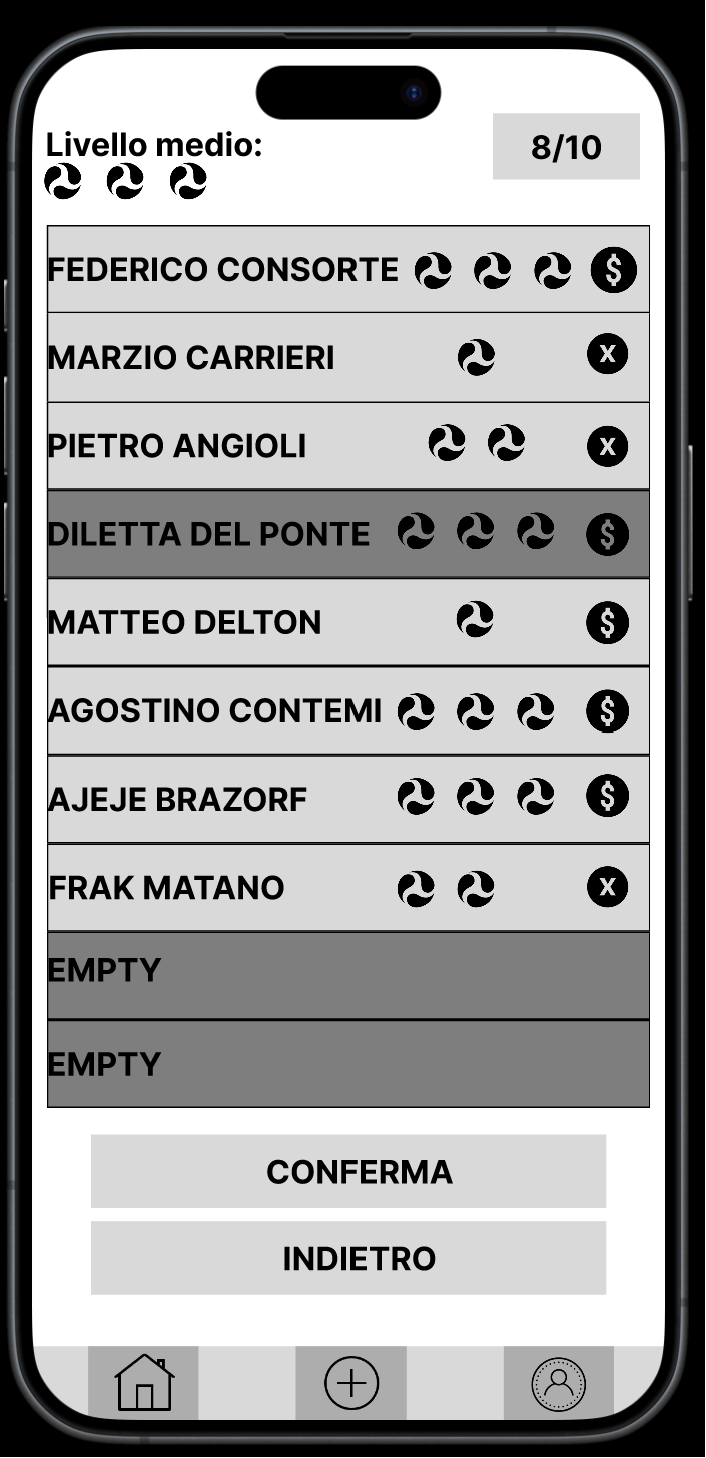 Livello medio:
8/10
FEDERICO CONSORTE $
MARZIO CARRIERI X
PIETRO ANGIOLI X
DILETTA DEL PONTE $
MATTEO DELTON $
AGOSTINO CONTEMI $
AJEJE BRAZORF $
FRAK MATANO X
EMPTY
EMPTY
CONFERMA
INDIETRO